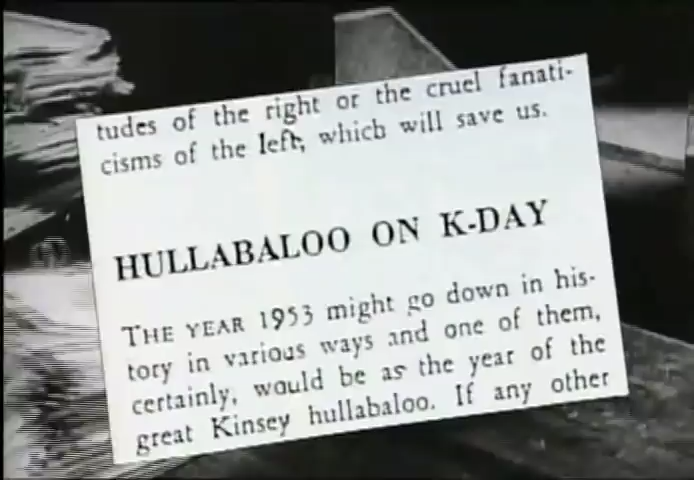 tudes of the right or the cruel fanati-
cisms of the left, which will save us.
HULLABALOO ON K-DAY
THE YEAR 1953 might go down in his-
tory in various ways and one of them,
certainly, would be as the year of the
great Kinsey hullabaloo. If any other